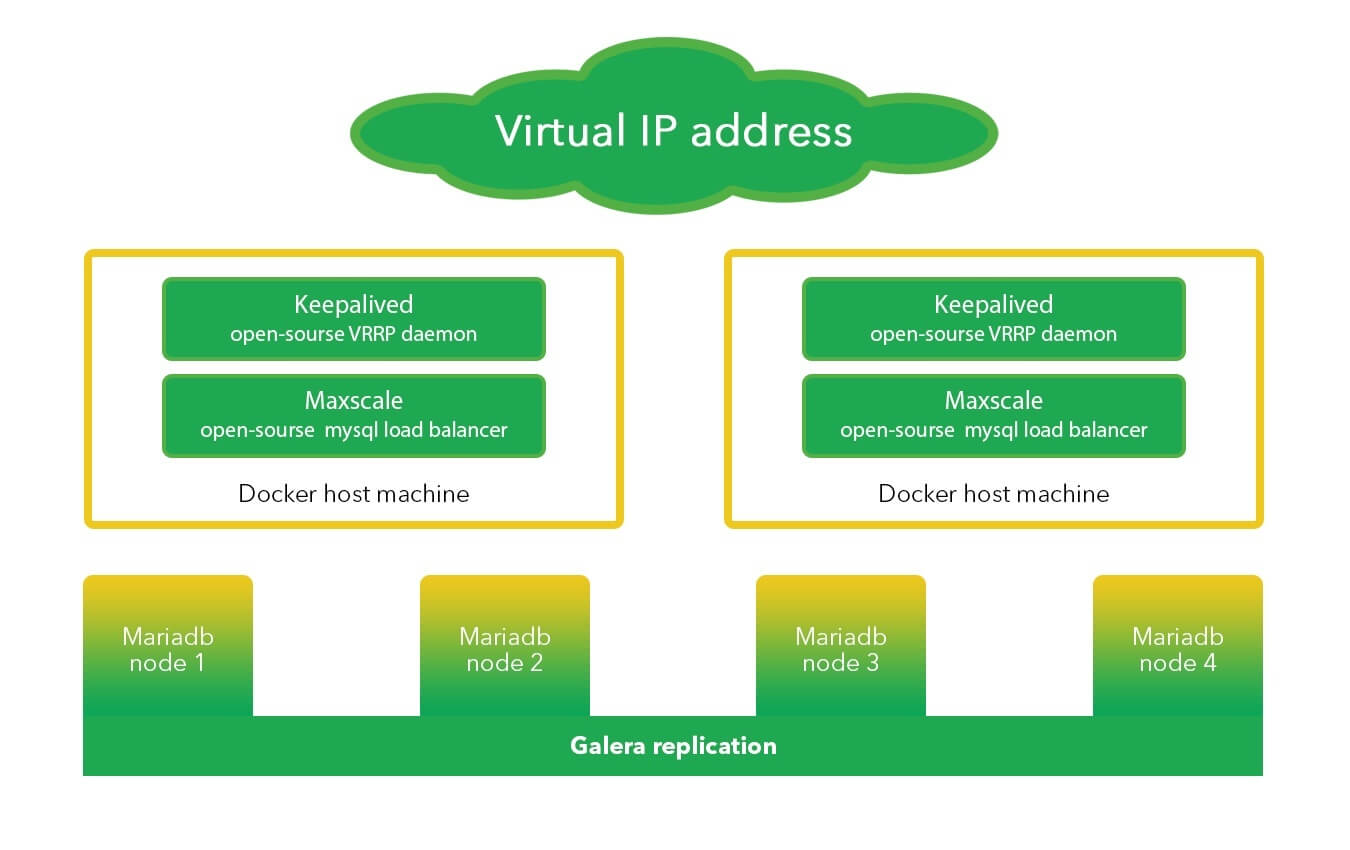 Virtual IP address
Keepalived
open-sourse VRRP daemon
Maxscale
open-sourse mysql load balancer
Docker host machine
Keepalived
open-sourse VRRP daemon
Maxscale
open-sourse mysql load balancer
Docker host machine
Mariadb
node 1
Mariadb
node 2
Mariadb
node 3
Mariadb
node 4
Galera replication